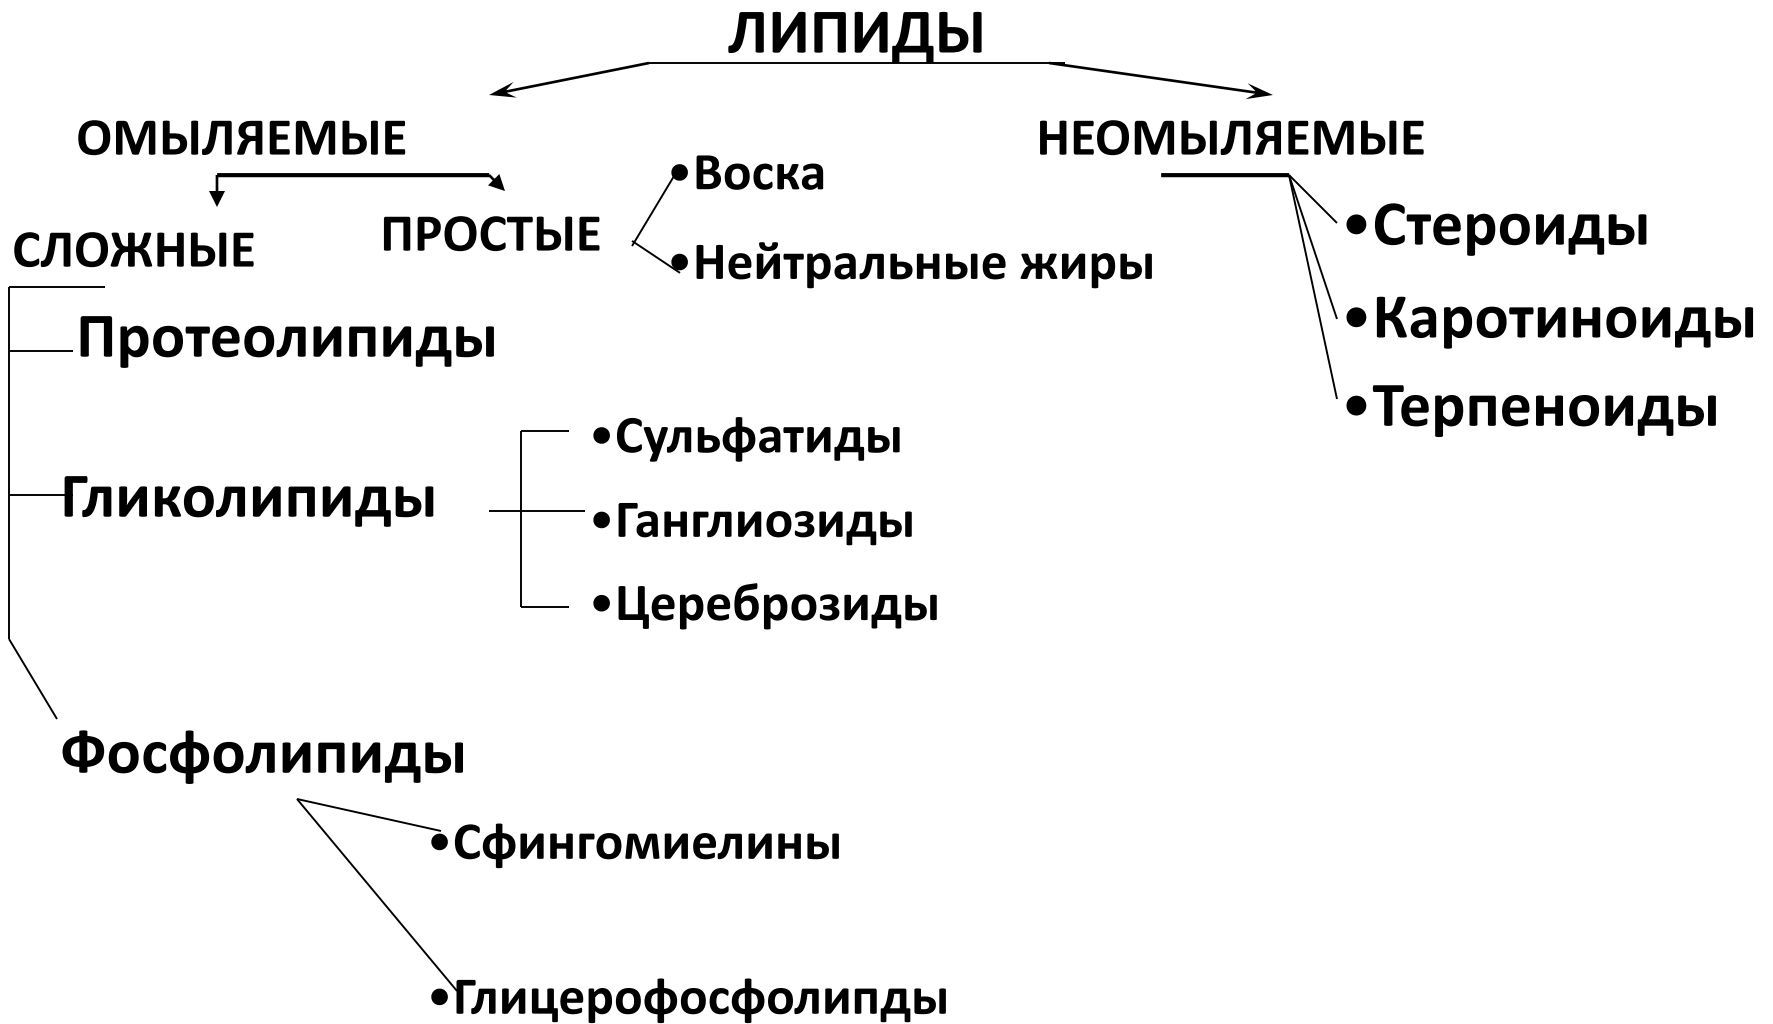 ЛИПИДЫ
ОМЫЛЯЕМЫЕ
НЕОМЫЛЯЕМЫЕ
СЛОЖНЫЕ
ПРОСТЫЕ
•Воска
•Нейтральные жиры
•Стероиды
•Каротиноиды
•Терпеноиды
Протеолипиды
Гликолипиды
•Сульфатиды
•Ганглиозиды
•Цереброзиды
Фосфолипиды
•Сфингомиелины
•Глицерофосфолипды